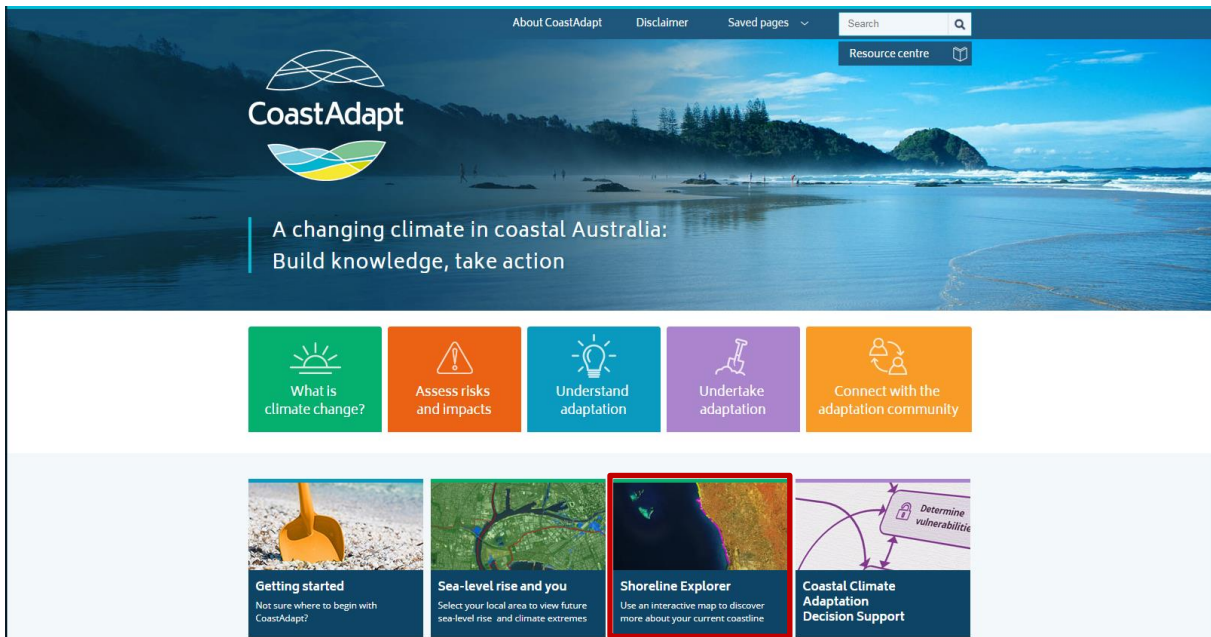 About CoastAdapt
Disclaimer
Saved pages
Search
Resource centre
CoastAdapt
A changing climate in coastal Australia:
Build knowledge, take action
What is
climate change?
Assess risks
and impacts
Understand
adaptation
Undertake
adaptation
Connect with the
adaptation community
Determine
vulnerabilitie
Getting started
Not sure where to begin with
CoastAdapt?
Sea-level rise and you
Select your local area to view future
sea-level rise and climate extremes
Shoreline Explorer
Use an interactive map to discover
more about your current coastline
Coastal Climate
Adaptation
Decision Support